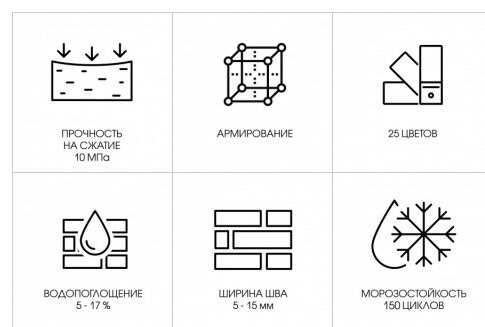 ПРОЧНОСТЬ
НА СЖАТИЕ
10 МПа
АРМИРОВАНИЕ
25 ЦВЕТОВ
ВОДОПОГЛОЩЕНИЕ
5 - 17 %
ШИРИНА ШВА
5 - 15 мм
МОРОЗОСТОЙКОСТЬ
150 ЦИКЛОВ